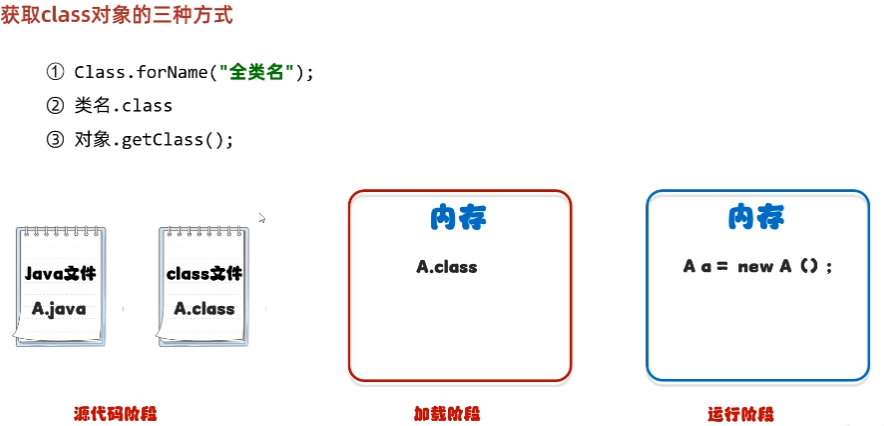 获取class对象的三种方式
① Class.forName("全类名");
② 类名.class
③ 对象.getClass();
Java文件
A.java
class文件
A.class
源代码阶段
内存
A.class
加载阶段
内存
A a = new A () ;
运行阶段